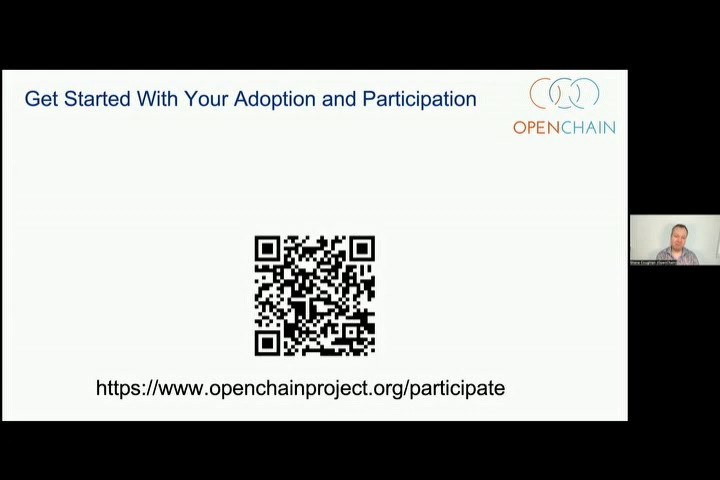 Get Started With Your Adoption and Participation
OPENCHAIN
https://www.openchainproject.org/participate